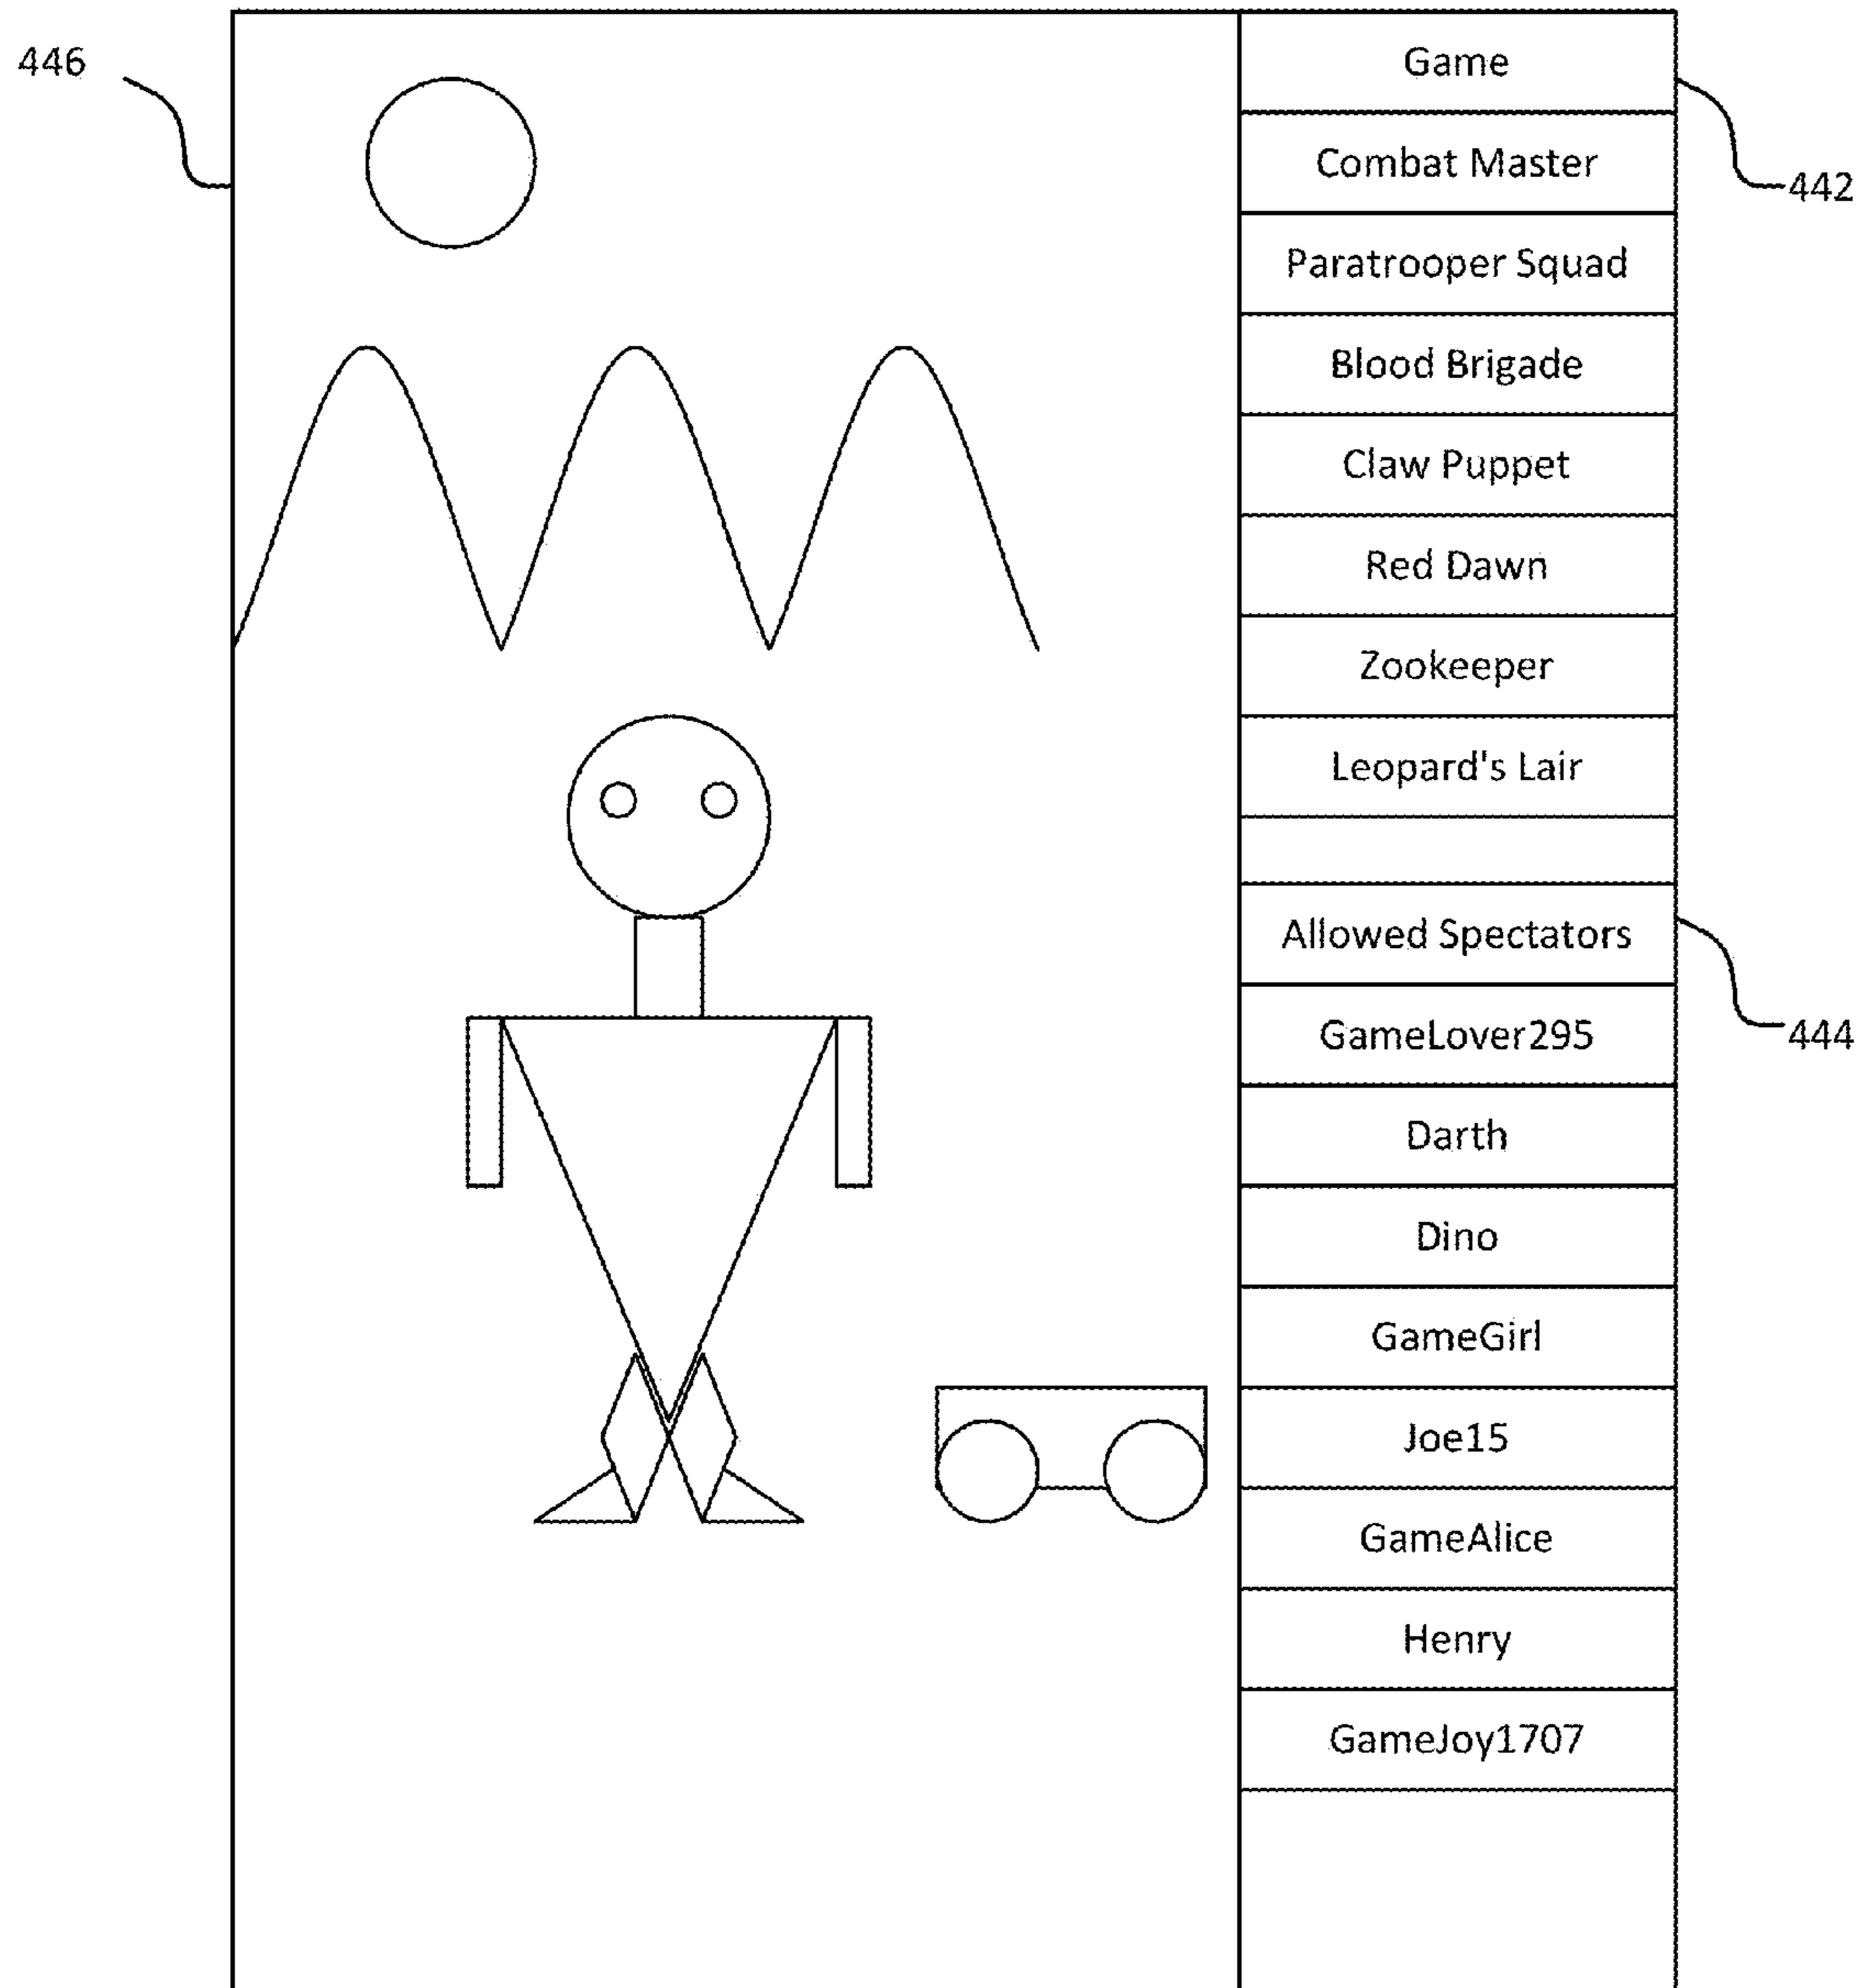 446
Game
442
Combat Master
Paratrooper Squad
Blood Brigade
Claw Puppet
Red Dawn
Zookeeper
Leopard's Lair
Allowed Spectators
444
GameLover295
Darth
Dino
GameGirl
Joe15
GameAlice
Henry
GameJoy1707